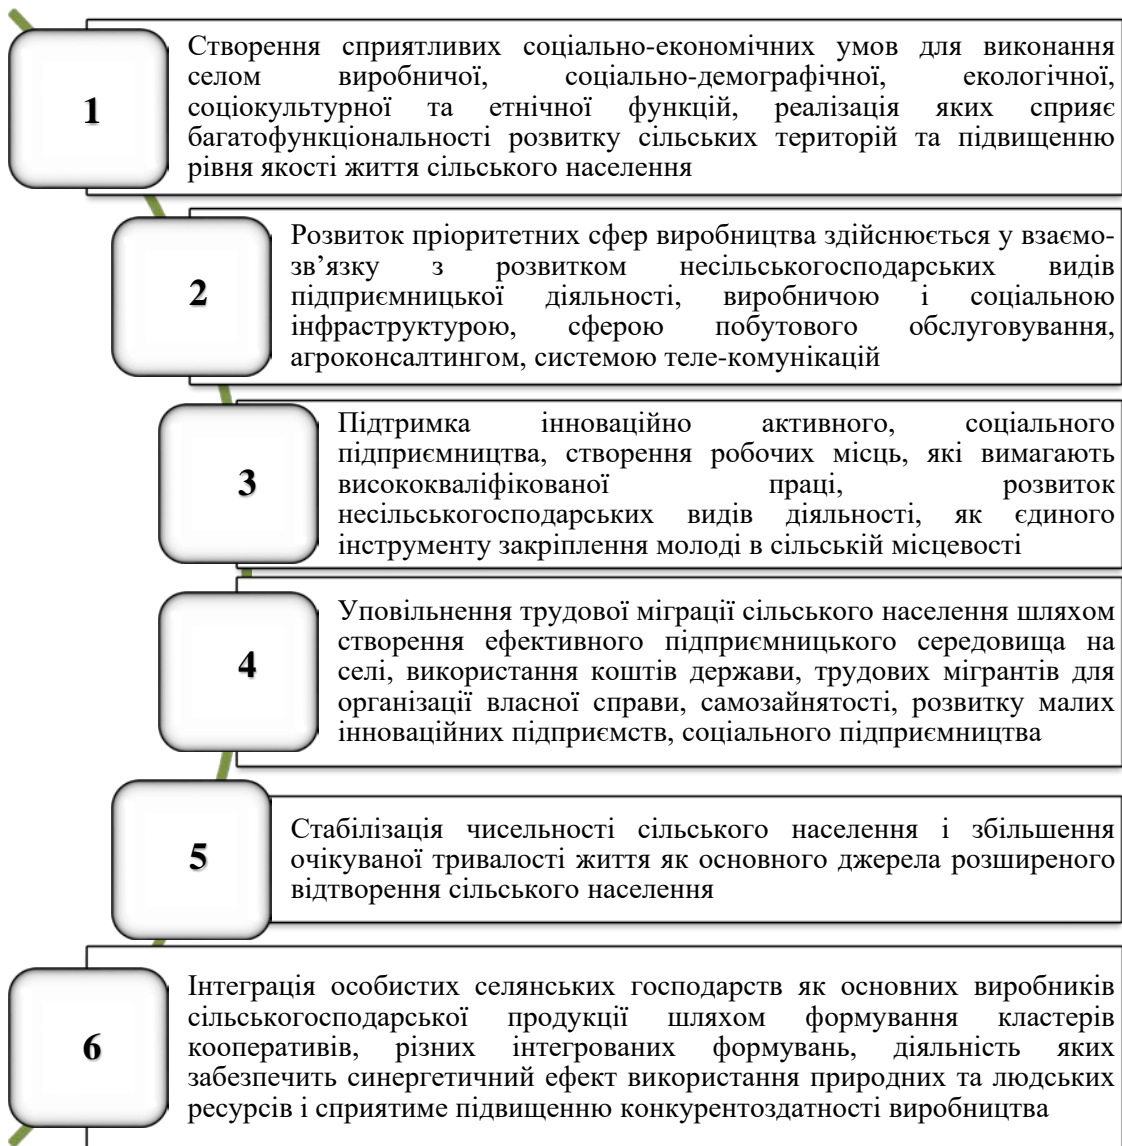 1
Створення сприятливих соціально-економічних умов для виконання
селом виробничої, соціально-демографічної, екологічної,
соціокультурної та етнічної функцій, реалізація яких сприяє
багатофункціональності розвитку сільських територій та підвищенню
рівня якості життя сільського населення
2
Розвиток пріоритетних сфер виробництва здійснюється у взаємо-
зв’язку з розвитком несільськогосподарських видів
підприємницької діяльності, виробничою і соціальною
інфраструктурою, сферою побутового обслуговування,
агроконсалтингом, системою теле-комунікацій
3
Підтримка інноваційно активного, соціального
підприємництва, створення робочих місць, які вимагають
висококваліфікованої праці, розвиток
несільськогосподарських видів діяльності, як єдиного
інструменту закріплення молоді в сільській місцевості
4
Уповільнення трудової міграції сільського населення шляхом
створення ефективного підприємницького середовища на
селі, використання коштів держави, трудових мігрантів для
організації власної справи, самозайнятості, розвитку малих
інноваційних підприємств, соціального підприємництва
5
Стабілізація чисельності сільського населення і збільшення
очікуваної тривалості життя як основного джерела розширеного
відтворення сільського населення
6
Інтеграція особистих селянських господарств як основних виробників
сільськогосподарської продукції шляхом формування кластерів
кооперативів, різних інтегрованих формувань, діяльність яких
забезпечить синергетичний ефект використання природних та людських
ресурсів і сприятиме підвищенню конкурентоздатності виробництва